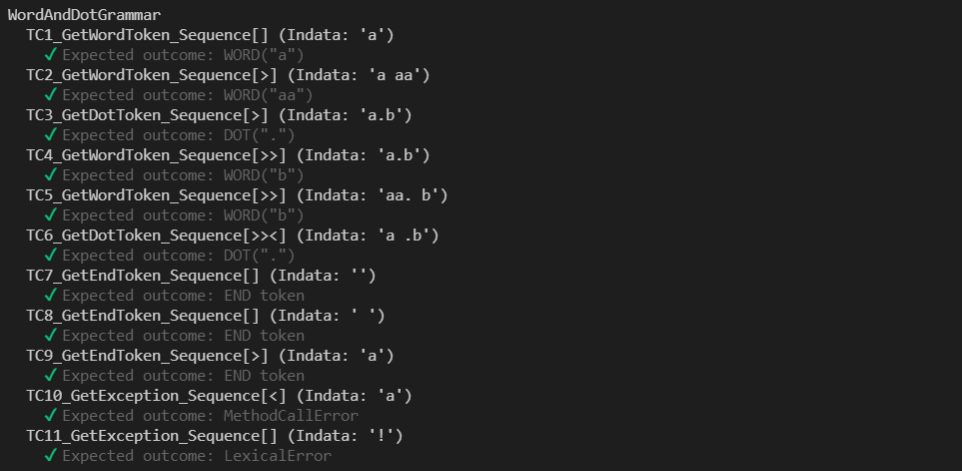 WordAndDotGrammar
TC1_GetWordToken_Sequence[] (Indata: 'a')
✓ Expected outcome: WORD("a")
TC2_GetWordToken_Sequence[>] (Indata: 'a aa')
✓ Expected outcome: WORD("aa")
TC3_GetDotToken_Sequence[>] (Indata: 'a.b')
✓ Expected outcome: DOT(".")
TC4_GetWordToken_Sequence[>>] (Indata: 'a.b')
✓ Expected outcome: WORD("b")
TC5_GetWordToken_Sequence[>>] (Indata: 'aa. b')
✓ Expected outcome: WORD("b")
TC6_GetDotToken_Sequence[>><] (Indata: 'a .b')
✓ Expected outcome: DOT(".")
TC7_GetEndToken_Sequence[] (Indata: '')
✓ Expected outcome: END token
TC8_GetEndToken_Sequence[] (Indata: ' ')
✓ Expected outcome: END token
TC9_GetEndToken_Sequence[>] (Indata: 'a')
✓ Expected outcome: END token
TC10_GetException_Sequence[<] (Indata: 'a')
✓ Expected outcome: MethodCallError
TC11_GetException_Sequence[] (Indata: '!')
✓ Expected outcome: LexicalError